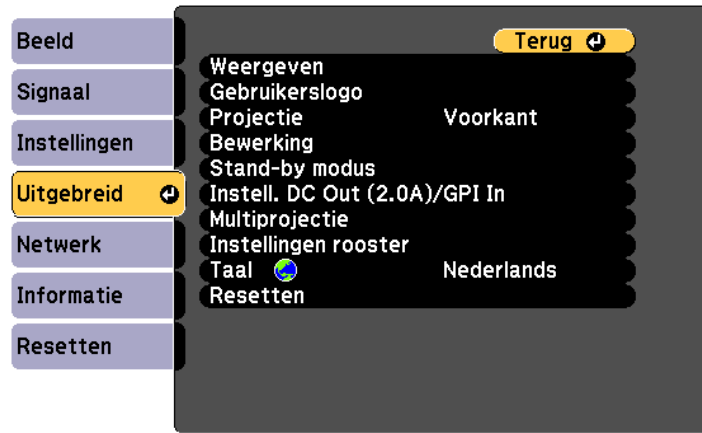 Beeld
Signaal
Instellingen
Uitgebreid
Netwerk
Informatie
Resetten
Terug
Weergeven
Gebruikerslogo
Projectie Voorkant
Bewerking
Stand-by modus
Instell. DC Out (2.0A)/GPI In
Multiprojectie
Instellingen rooster
Taal Nederlands
Resetten